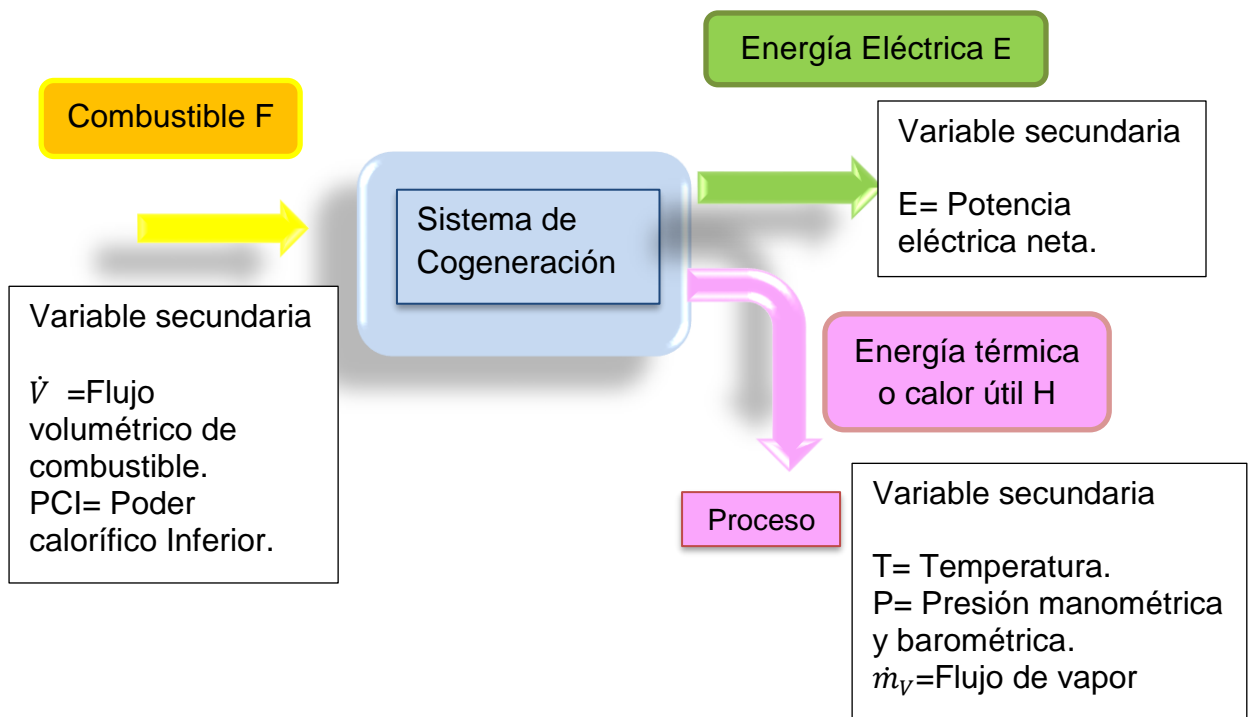 Combustible F
Variable secundaria
V̇ =Flujo
volumétrico de
combustible.
PCI= Poder
calorífico Inferior.
Sistema de
Cogeneración
Energía Eléctrica E
Variable secundaria
E= Potencia
eléctrica neta.
Energía térmica
o calor útil H
Proceso
Variable secundaria
T= Temperatura.
P= Presión manométrica
y barométrica.
ṁ_V=Flujo de vapor